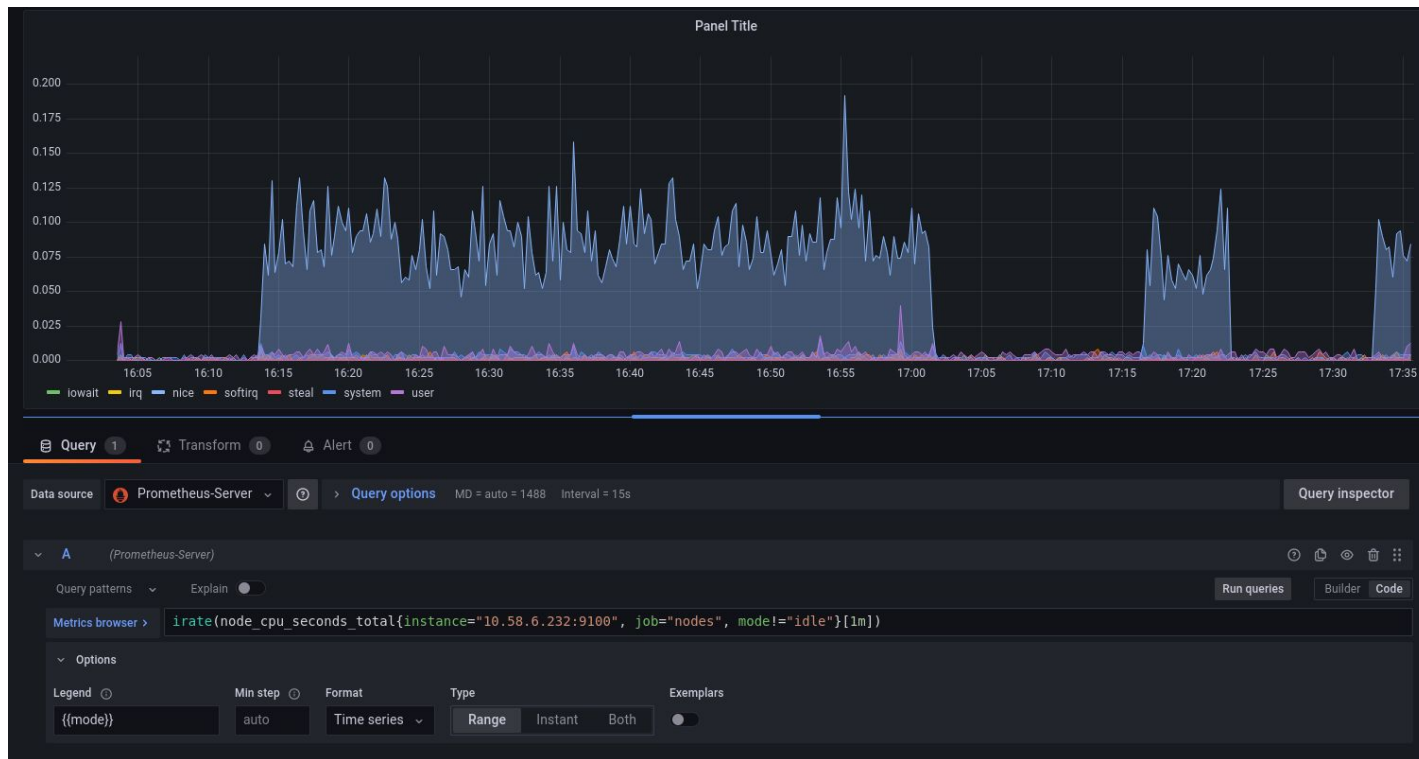 Panel Title
0.200
0.175
0.150
0.125
0.100
0.075
0.050
0.025
0.000
16:05 16:10 16:15 16:20 16:25 16:30 16:35 16:40 16:45 16:50 16:55 17:00 17:05 17:10 17:15 17:20 17:25 17:30 17:35
iowait irq nice softirq steal system user
Query 1 Transform 0 Alert 0
Data source Prometheus-Server Query options MD = auto = 1488 Interval = 15s Query inspector
A (Prometheus-Server)
Query patterns Explain Run queries Builder Code
Metrics browser > irate(node_cpu_seconds_total{instance="10.58.6.232:9100", job="nodes", mode!="idle"}[1m])
Options
Legend Min step Format Type Exemplars
{{mode}} auto Time series Range Instant Both